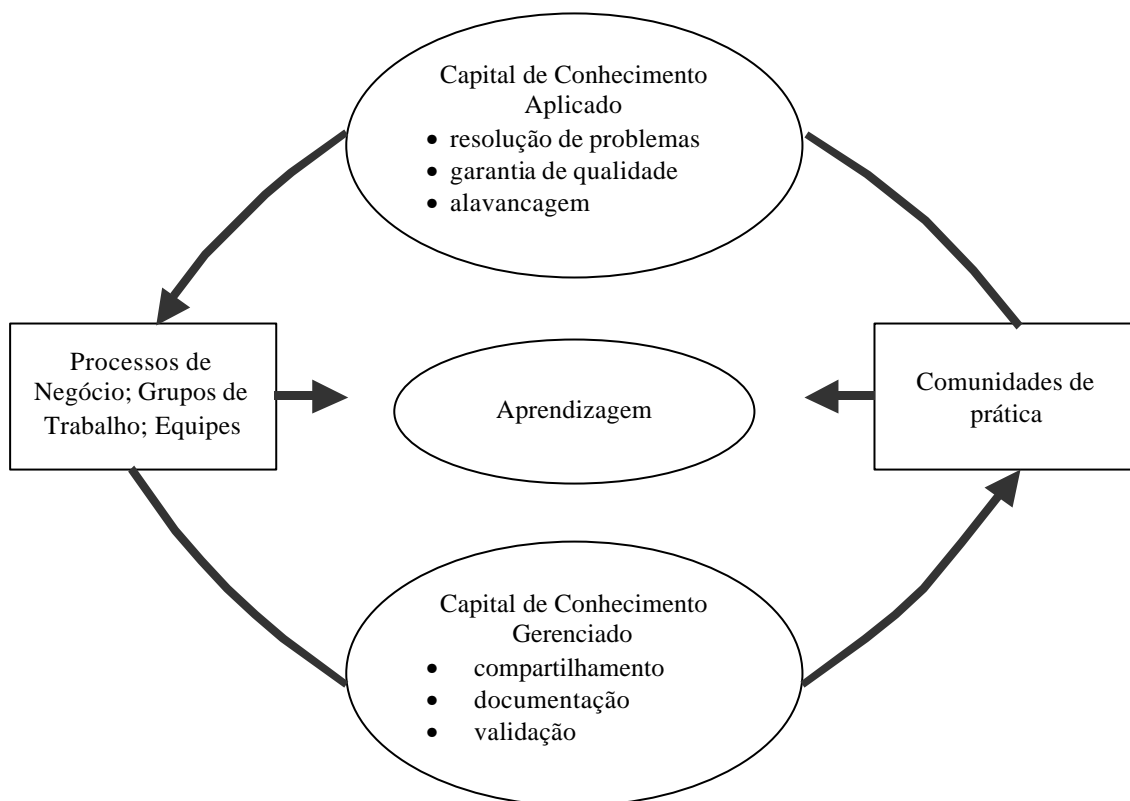 Capital de Conhecimento
Aplicado
• resolução de problemas
• garantia de qualidade
• alavancagem
Processos de
Negócio; Grupos de
Trabalho; Equipes
Aprendizagem
Comunidades de
prática
Capital de Conhecimento
Gerenciado
• compartilhamento
• documentação
• validação